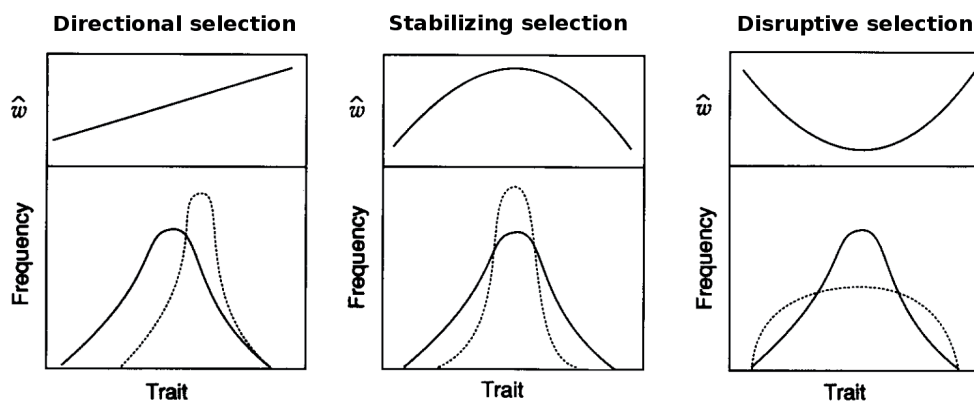 Directional selection
Stabilizing selection
Disruptive selection
ŵ
ŵ
ŵ
Frequency
Frequency
Frequency
Trait
Trait
Trait